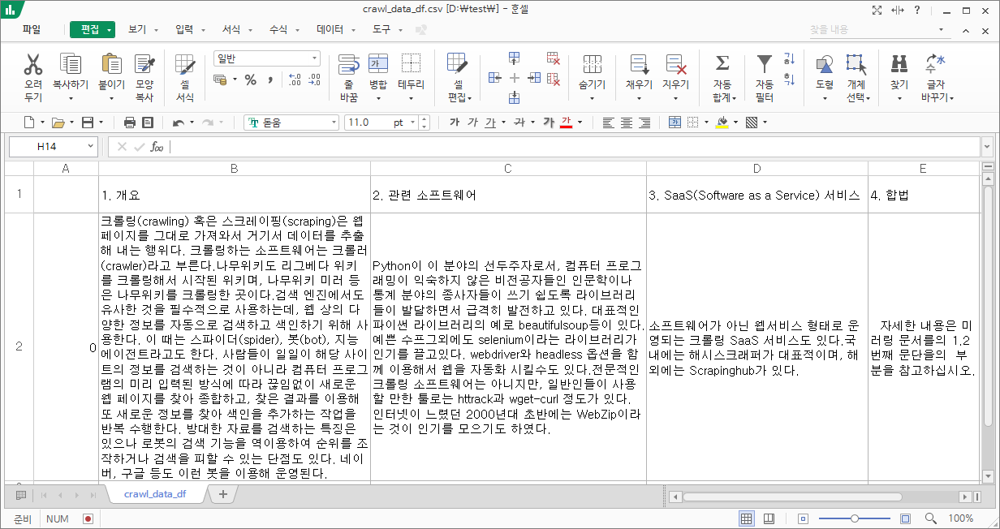 crawl_data_df.csv [D:\test\] - 훈셀
파일 편집 보기 입력 서식 수식 데이터 도구 찾을 내용
오려 두기 복사하기 붙이기 모양 복사 셀 서식 일반 줄 바꿈 병합 테두리 셀 편집 숨기기 채우기 지우기 자동 합계 자동 필터 도형 개체 선택 찾기 글자 바꾸기
돋움 11.0 pt 가 가 가 가 가 가
H14
A B C D E
1 1. 개요 2. 관련 소프트웨어 3. SaaS(Software as a Service) 서비스 4. 합법
2 0
크롤링(crawling) 혹은 스크레이핑(scraping)은 웹
페이지를 그대로 가져와서 거기서 데이터를 추출
해 내는 행위다. 크롤링하는 소프트웨어는 크롤러
(crawler)라고 부른다.나무위키도 리그베다 위키
를 크롤링해서 시작된 위키며, 나무위키 미러 등
은 나무위키를 크롤링한 곳이다.검색 엔진에서도
유사한 것을 필수적으로 사용하는데, 웹 상의 다
양한 정보를 자동으로 검색하고 색인하기 위해 사
용한다. 이 때는 스파이더(spider), 봇(bot), 지능
에이전트라고도 한다. 사람들이 일일이 해당 사이
트의 정보를 검색하는 것이 아니라 컴퓨터 프로그
램의 미리 입력된 방식에 따라 끊임없이 새로운
웹 페이지를 찾아 종합하고, 찾은 결과를 이용해
또 새로운 정보를 찾아 색인을 추가하는 작업을
반복 수행한다. 방대한 자료를 검색하는 특징은
있으나 로봇의 검색 기능을 역이용하여 순위를 조
작하거나 검색을 피할 수 있는 단점도 있다. 네이
버, 구글 등도 이런 봇을 이용해 운영된다.
Python이 이 분야의 선두주자로서, 컴퓨터 프로그
래밍이 익숙하지 않은 비전공자들인 인문학이나
통계 분야의 종사자들이 쓰기 쉽도록 라이브러리
들이 발달하면서 급격히 발전하고 있다. 대표적인
파이썬 라이브러리의 예로 beautifulsoup등이 있다.
예쁜 수프그외에도 selenium이라는 라이브러리가
인기를 끌고있다. webdriver와 headless 옵션을 함
께 이용해서 웹을 자동화 시킬수도 있다.전문적인
크롤링 소프트웨어는 아니지만, 일반인들이 사용
할 만한 툴로는 httrack과 wget-curl 정도가 있다.
인터넷이 느렸던 2000년대 초반에는 WebZip이라
는 것이 인기를 모으기도 하였다.
소프트웨어가 아닌 웹서비스 형태로 운
영되는 크롤링 SaaS 서비스도 있다.국
내에는 해시스크래퍼가 대표적이며, 해
외에는 Scrapinghub가 있다.
자세한 내용은 미
러링 문서를의 1.2
번째 문단을의 부
분을 참고하십시오.
crawl_data_df
준비 NUM 100%